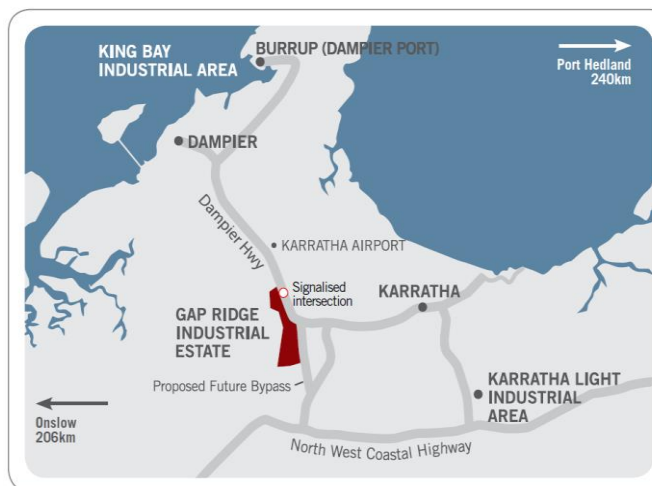 KING BAY
INDUSTRIAL AREA
BURRUP (DAMPIER PORT)
Port Hedland
240km
DAMPIER
Dampier Hwy
KARRATHA AIRPORT
Signalised
intersection
KARRATHA
GAP RIDGE
INDUSTRIAL
ESTATE
Proposed Future Bypass
KARRATHA LIGHT
INDUSTRIAL
AREA
Onslow
206km
North West Coastal Highway